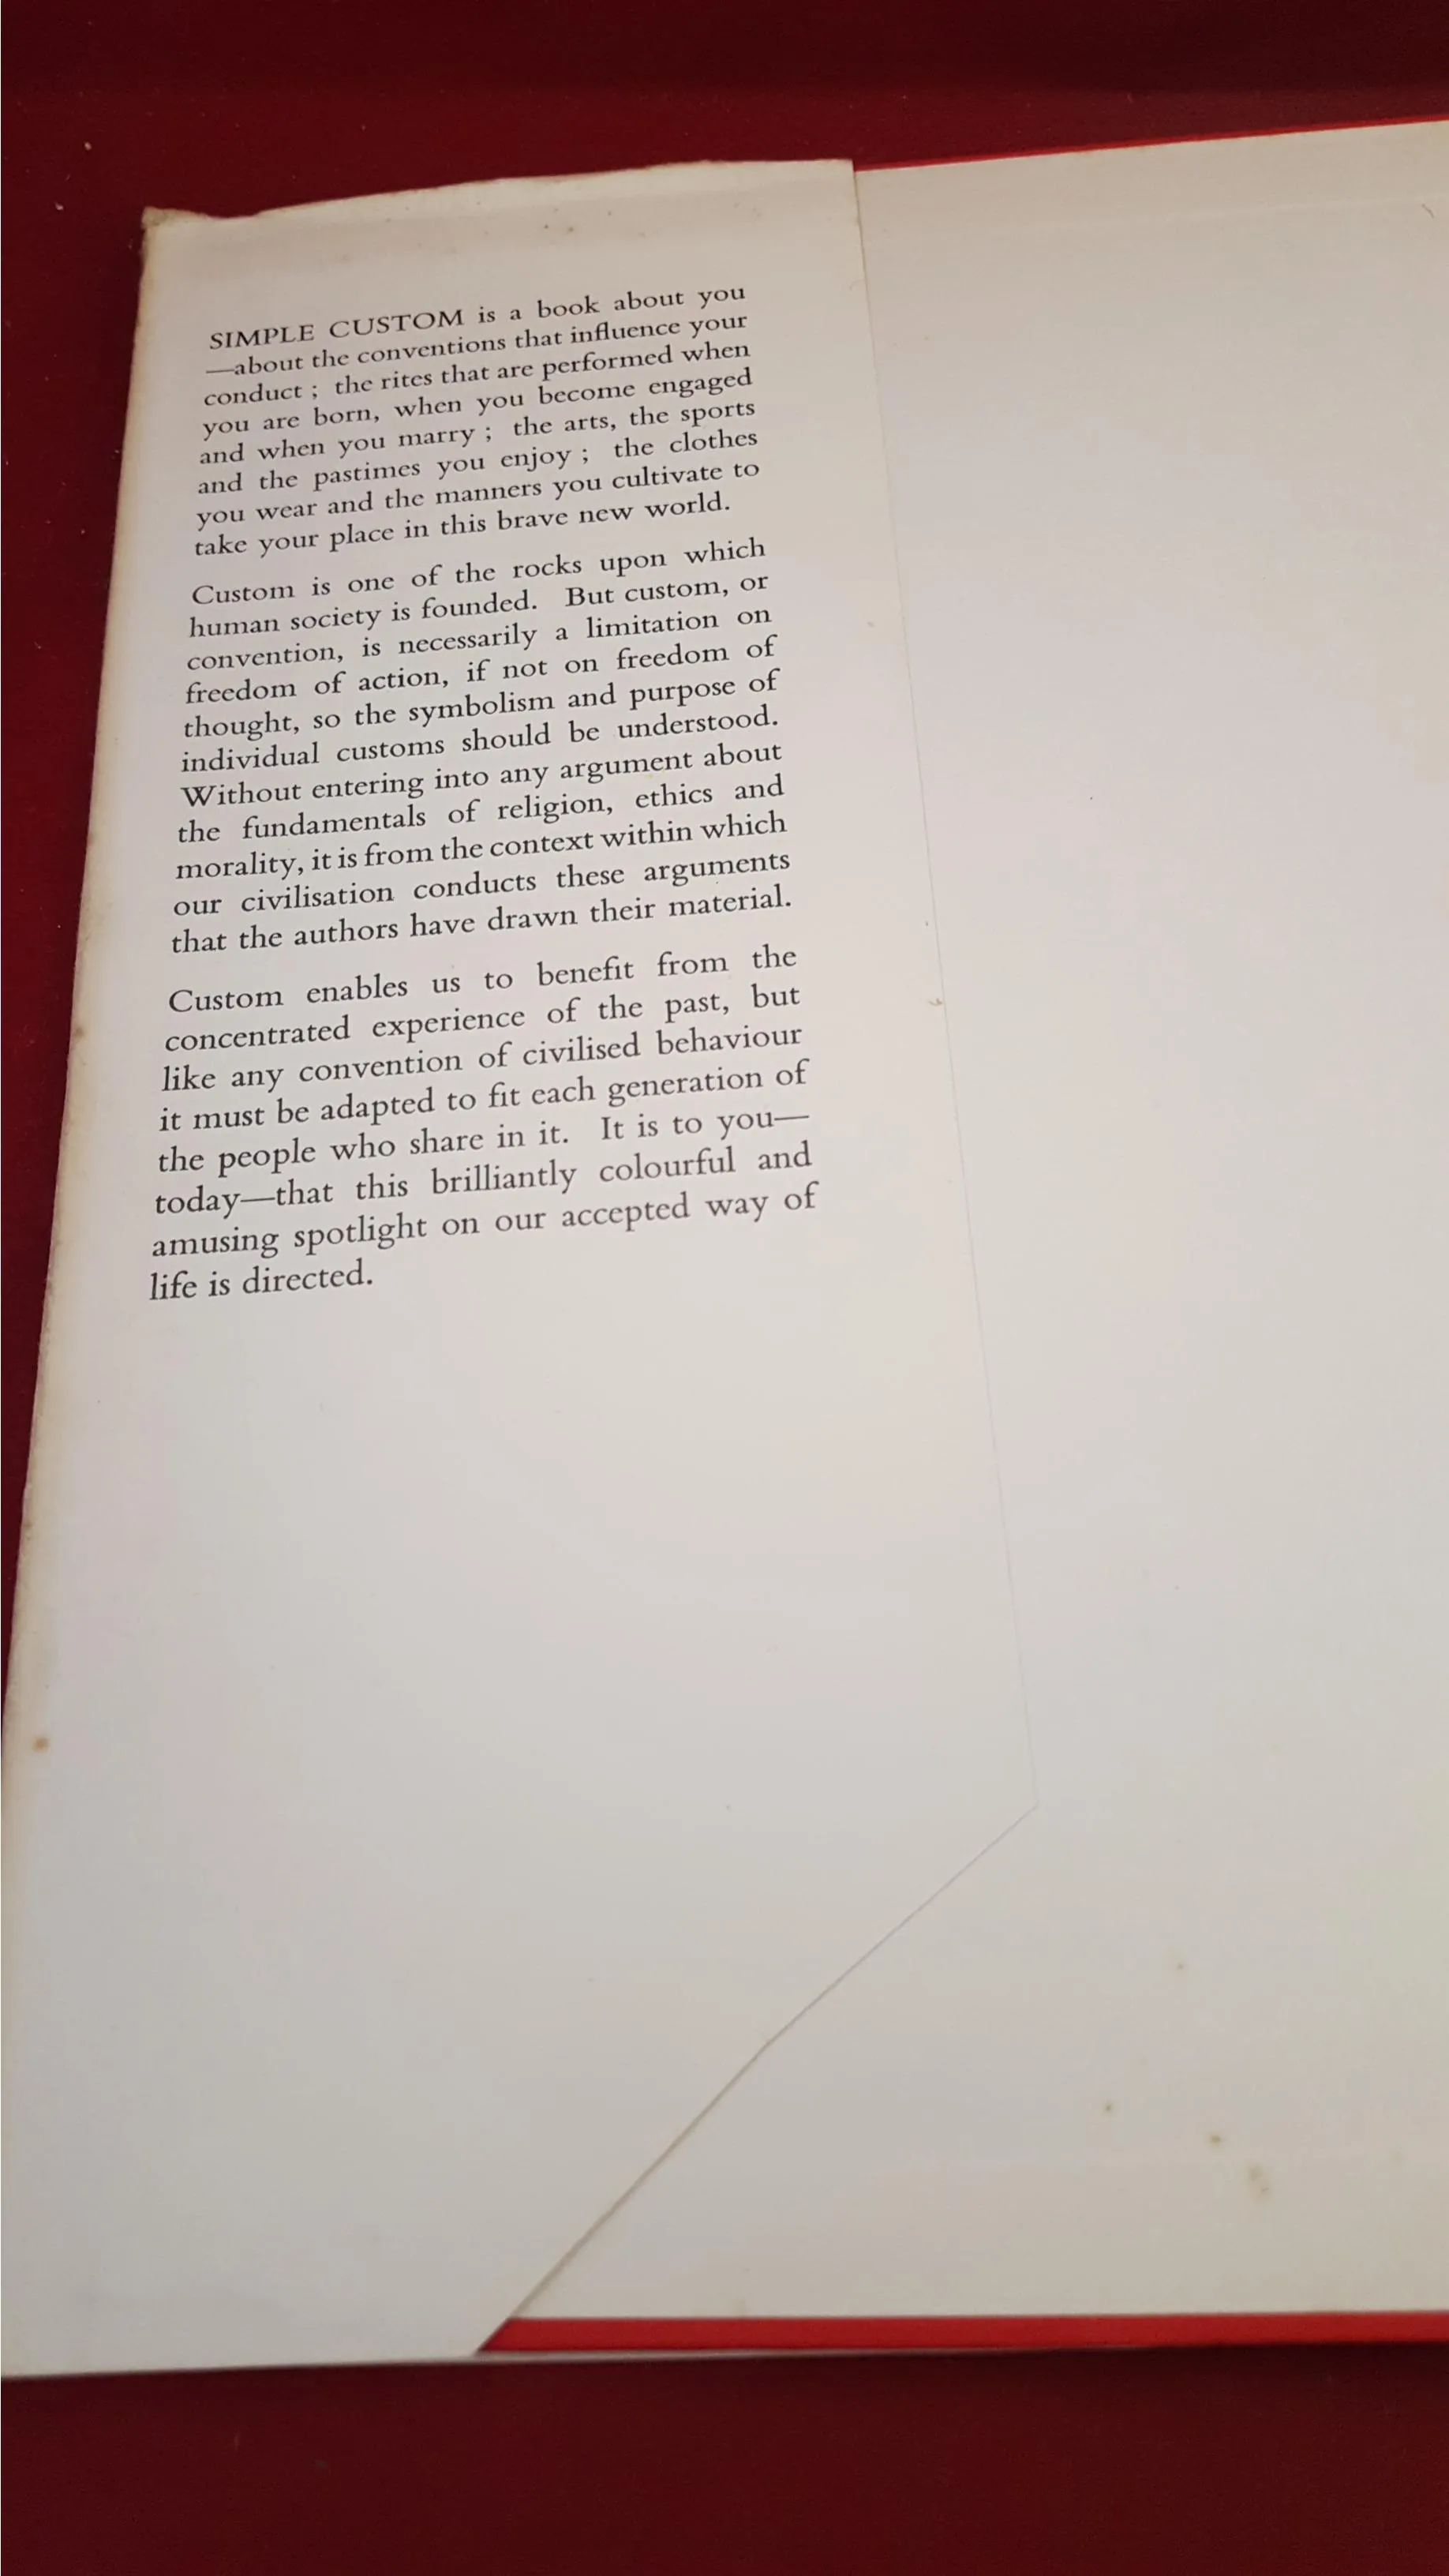 SIMPLE CUSTOM is a book about you
—about the conventions that influence your
conduct ; the rites that are performed when
you are born, when you become engaged
and when you marry ; the arts, the sports
and the pastimes you enjoy ; the clothes
you wear and the manners you cultivate to
take your place in this brave new world.
Custom is one of the rocks upon which
human society is founded. But custom, or
convention, is necessarily a limitation on
freedom of action, if not on freedom of
thought, so the symbolism and purpose of
individual customs should be understood.
Without entering into any argument about
the fundamentals of religion, ethics and
morality, it is from the context within which
our civilisation conducts these arguments
that the authors have drawn their material.
Custom enables us to benefit from the
concentrated experience of the past, but
like any convention of civilised behaviour
it must be adapted to fit each generation of
the people who share in it. It is to you—
today—that this brilliantly colourful and
amusing spotlight on our accepted way of
life is directed.